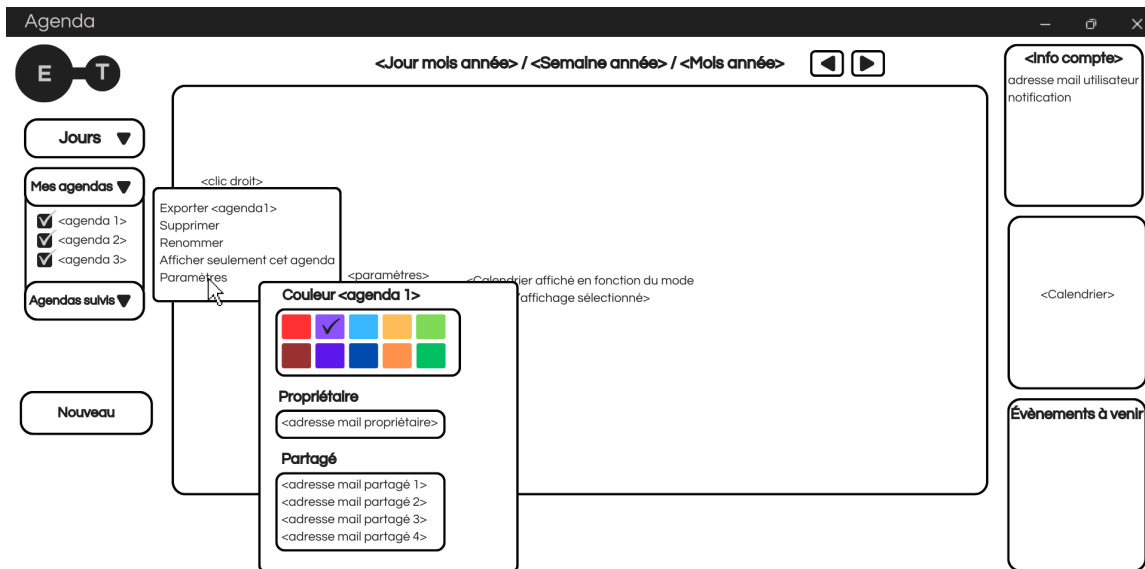 Agenda
E T
<Jour mois année> / <Semaine année> / <Mois année>
<Info compte>
adresse mail utilisateur
notification
Jours
Mes agendas
<agenda 1>
<agenda 2>
<agenda 3>
Agendas suivis
Nouveau
<clic droit>
Exporter <agenda1>
Supprimer
Renommer
Afficher seulement cet agenda
Paramètres
<paramètres>
<Calendrier affiché en fonction du mode
'affichage sélectionné>
Couleur <agenda 1>
Propriétaire
<adresse mail propriétaire>
Partagé
<adresse mail partagé 1>
<adresse mail partagé 2>
<adresse mail partagé 3>
<adresse mail partagé 4>
<Calendrier>
Évènements à venir